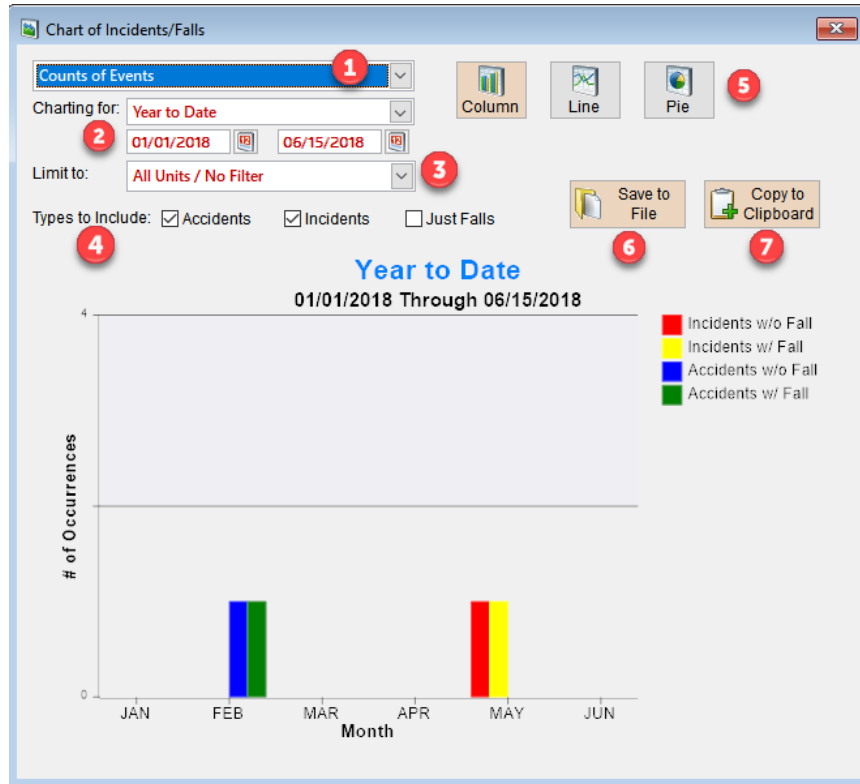 Chart of Incidents/Falls
Counts of Events
1
Column
Line
Pie
5
Charting for:
Year to Date
2
01/01/2018
06/15/2018
Limit to:
All Units / No Filter
3
Types to Include:
Accidents
Incidents
Just Falls
4
Save to
File
6
Copy to
Clipboard
7
Year to Date
01/01/2018 Through 06/15/2018
4
Incidents w/o Fall
Incidents w/ Fall
Accidents w/o Fall
Accidents w/ Fall
# of Occurrences
0
JAN FEB MAR APR MAY JUN
Month